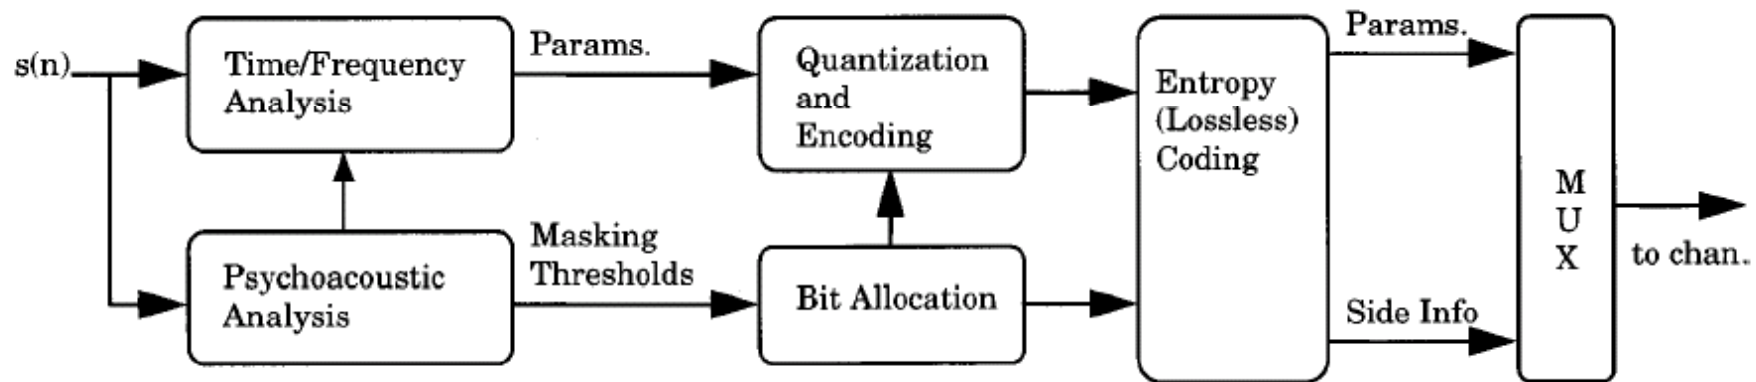 s(n)
Time/Frequency
Analysis
Params.
Quantization
and
Encoding
Entropy
(Lossless)
Coding
Params.
M
U
X
to chan.
Psychoacoustic
Analysis
Masking
Thresholds
Bit Allocation
Side Info